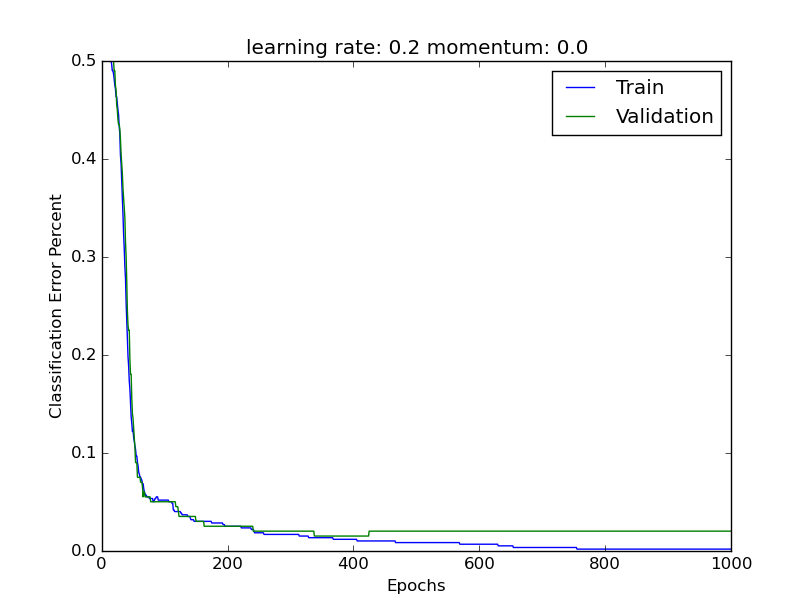 learning rate: 0.2 momentum: 0.0
Train
Validation
Classification Error Percent
0.5
0.4
0.3
0.2
0.1
0.0
0
200
400
600
800
1000
Epochs